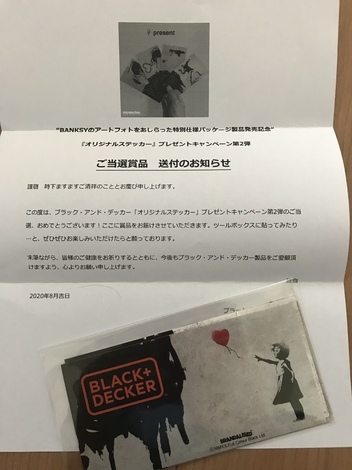 present
"BANKSYのアートフォトをあしらった特別仕様パッケージ製品発売記念"
『オリジナルステッカー』プレゼントキャンペーン第2弾
ご当選賞品　送付のお知らせ
謹啓　時下ますますご清祥のこととお慶び申し上げます。
この度は、ブラック・アンド・デッカー「オリジナルステッカー」プレゼントキャンペーン第2弾のご当
選、おめでとうございます！ここに賞品をお届けさせていただきます。ツールボックスに貼ってみたり
…と、ぜひぜひお楽しみいただけたらと願っております。
末筆ながら、皆様のご健康をお祈りするとともに、今後もブラック・アンド・デッカー製品をご愛顧頂
けますよう、心よりお願い申し上げます。
2020年8月吉日
ブラ
BLACK+
DECKER